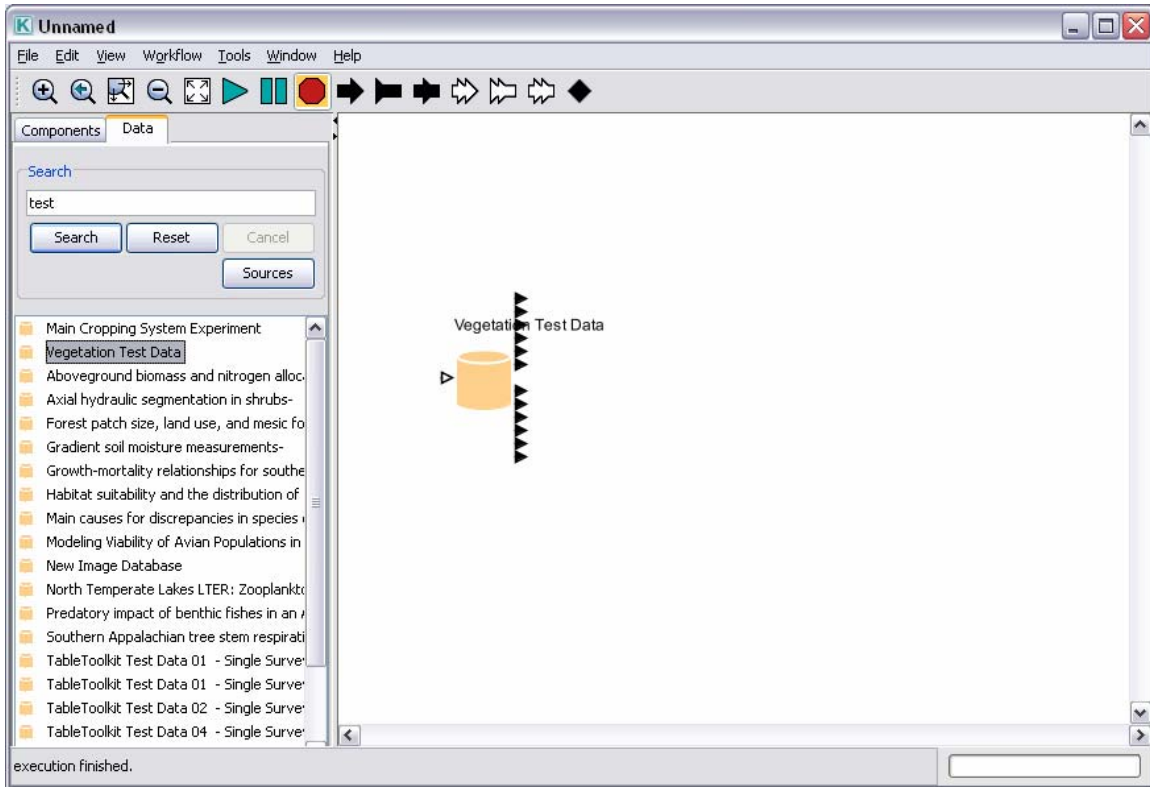 Unnamed
File Edit View Workflow Tools Window Help
Components Data
Search
test
Search Reset Cancel
Sources
Main Cropping System Experiment
Vegetation Test Data
Aboveground biomass and nitrogen alloc
Axial hydraulic segmentation in shrubs-
Forest patch size, land use, and mesic fo
Gradient soil moisture measurements-
Growth-mortality relationships for southe
Habitat suitability and the distribution of
Main causes for discrepancies in species
Modeling Viability of Avian Populations in
New Image Database
North Temperate Lakes LTER: Zooplankt
Predatory impact of benthic fishes in an
Southern Appalachian tree stem respirati
TableToolkit Test Data 01 - Single Surve
TableToolkit Test Data 01 - Single Surve
TableToolkit Test Data 02 - Single Surve
TableToolkit Test Data 04 - Single Surve
Vegetation Test Data
execution finished.